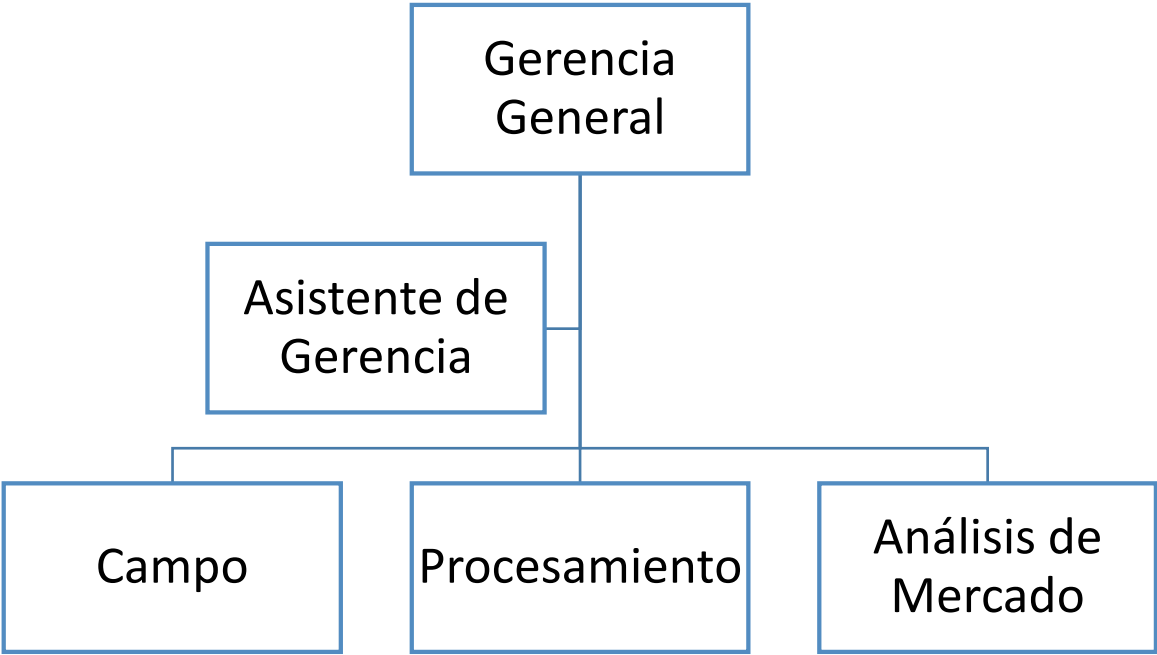 Gerencia
General
Asistente de
Gerencia
Campo
Procesamiento
Análisis de
Mercado